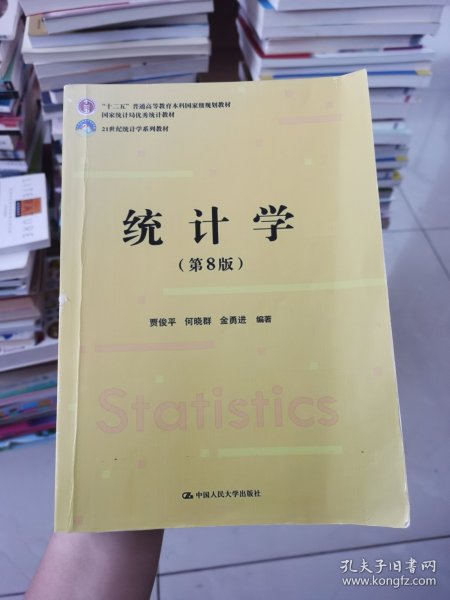 "十二五"普通高等教育本科国家级规划教材
国家统计局优秀统计教材
21世纪统计学系列教材
统计学
(第8版)
贾俊平 何晓群 金勇进 编著
Statistics
中国人民大学出版社
LITERATURE
孔夫子旧书网
www.kongfz.com